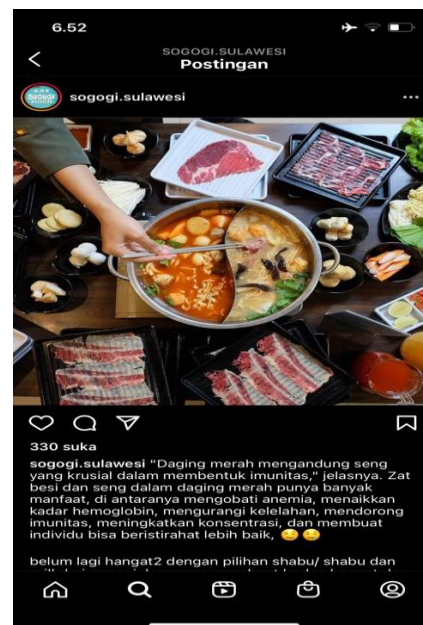 6.52
SOGOGI.SULAWESI
Postingan
sogogi.sulawesi
330 suka
sogogi.sulawesi "Daging merah mengandung seng
yang krusial dalam membentuk imunitas," jelasnya. Zat
besi dan seng dalam daging merah punya banyak
manfaat, di antaranya mengobati anemia, menaikkan
kadar hemoglobin, mengurangi kelelahan, mendorong
imunitas, meningkatkan konsentrasi, dan membuat
individu bisa beristirahat lebih baik, 😋😋
belum lagi hangat2 dengan pilihan shabu/ shabu dan